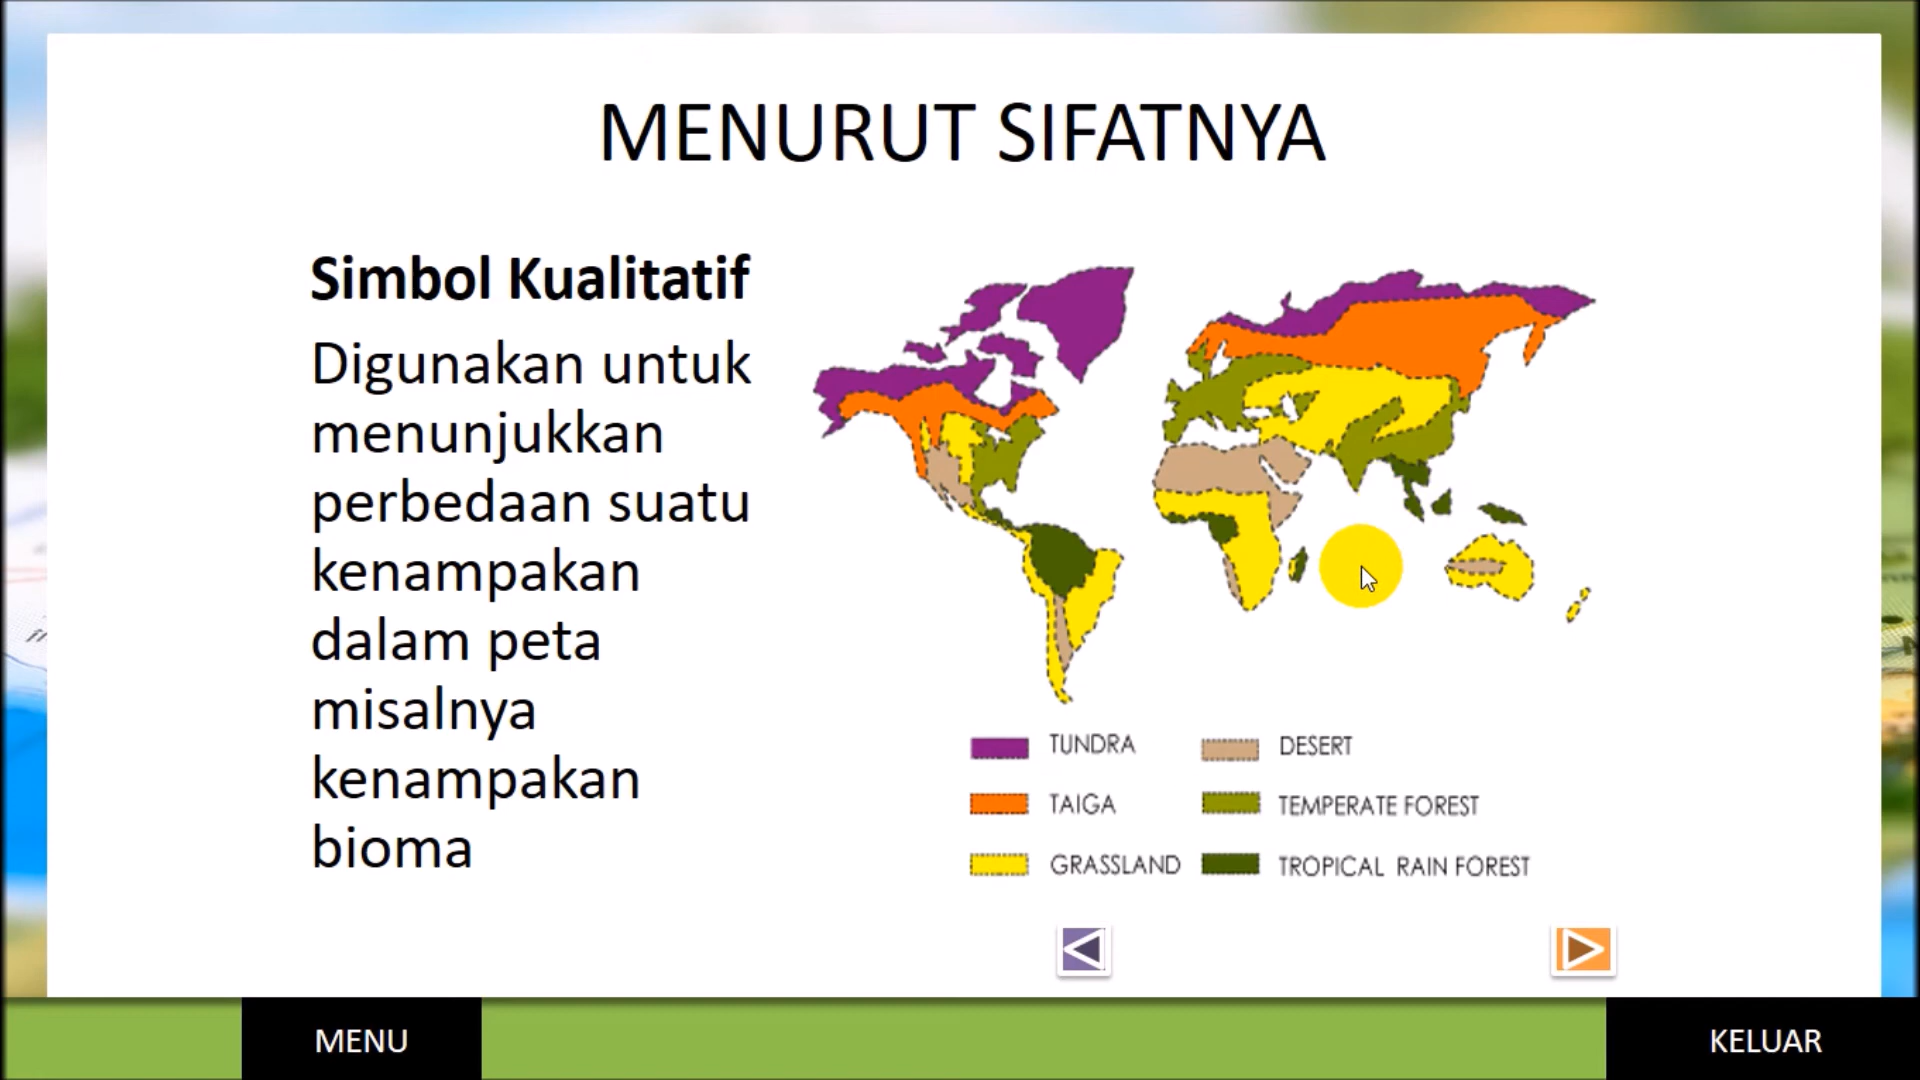 MENURUT SIFATNYA
Simbol Kualitatif
Digunakan untuk
menunjukkan
perbedaan suatu
kenampakan
dalam peta
misalnya
kenampakan
bioma
TUNDRA
TAIGA
GRASSLAND
DESERT
TEMPERATE FOREST
TROPICAL RAIN FOREST
MENU
KELUAR